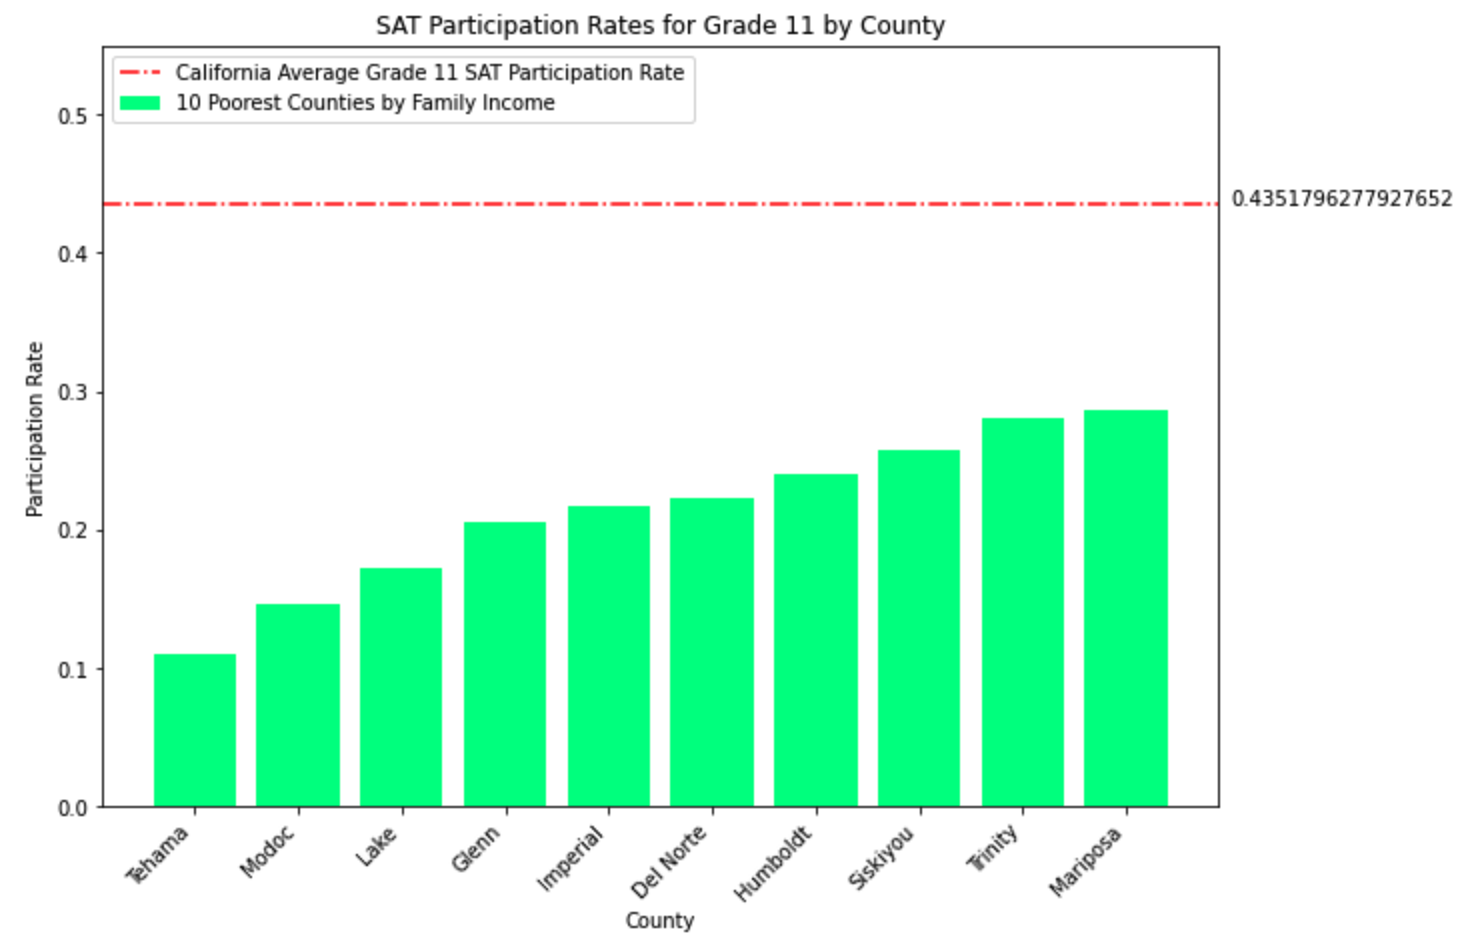 SAT Participation Rates for Grade 11 by County
California Average Grade 11 SAT Participation Rate
10 Poorest Counties by Family Income
0.5
0.4351796277927652
0.4
0.3
0.2
0.1
0.0
Participation Rate
Tehama
Modoc
Lake
Glenn
Imperial
Del Norte
Humboldt
Siskiyou
Trinity
Mariposa
County